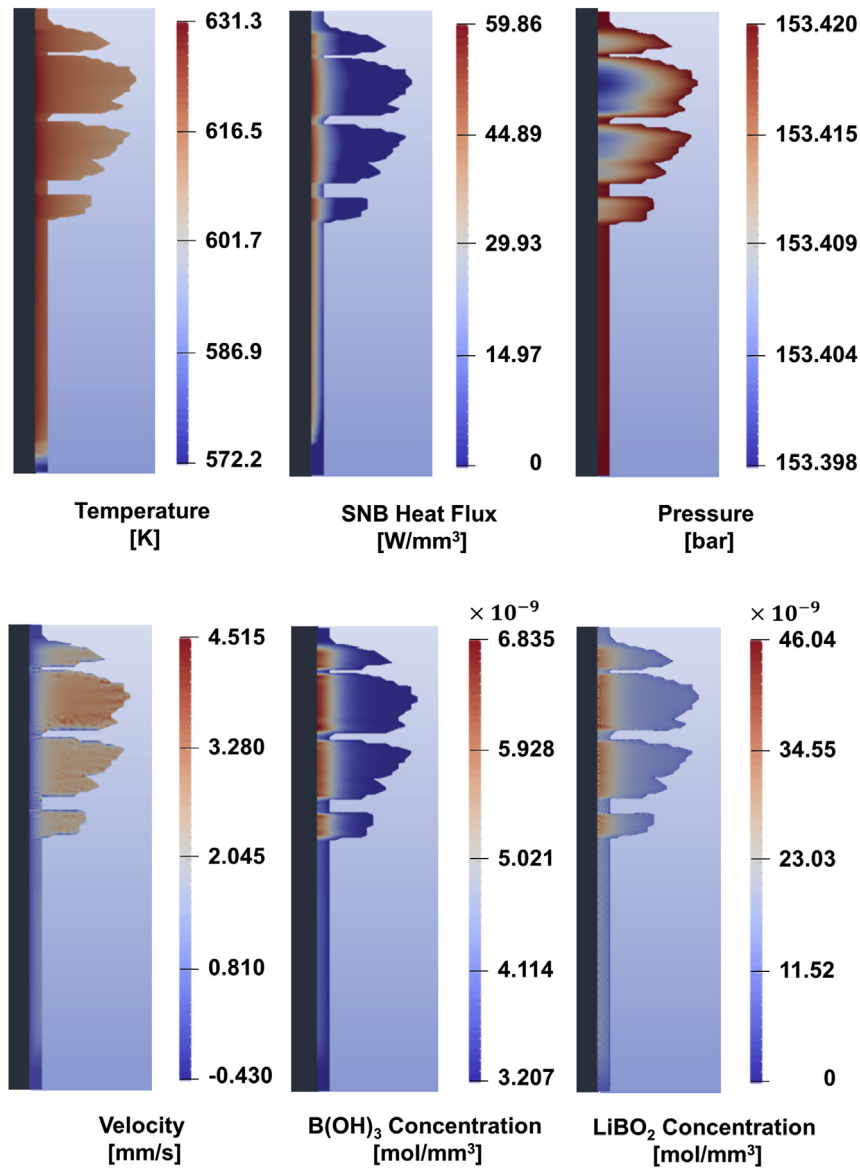 631.3
616.5
601.7
586.9
572.2
Temperature
[K]
59.86
44.89
29.93
14.97
0
SNB Heat Flux
[W/mm³]
153.420
153.415
153.409
153.404
153.398
Pressure
[bar]
4.515
3.280
2.045
0.810
-0.430
Velocity
[mm/s]
× 10⁻⁹
6.835
5.928
5.021
4.114
3.207
B(OH)₃ Concentration
[mol/mm³]
× 10⁻⁹
46.04
34.55
23.03
11.52
0
LiBO₂ Concentration
[mol/mm³]